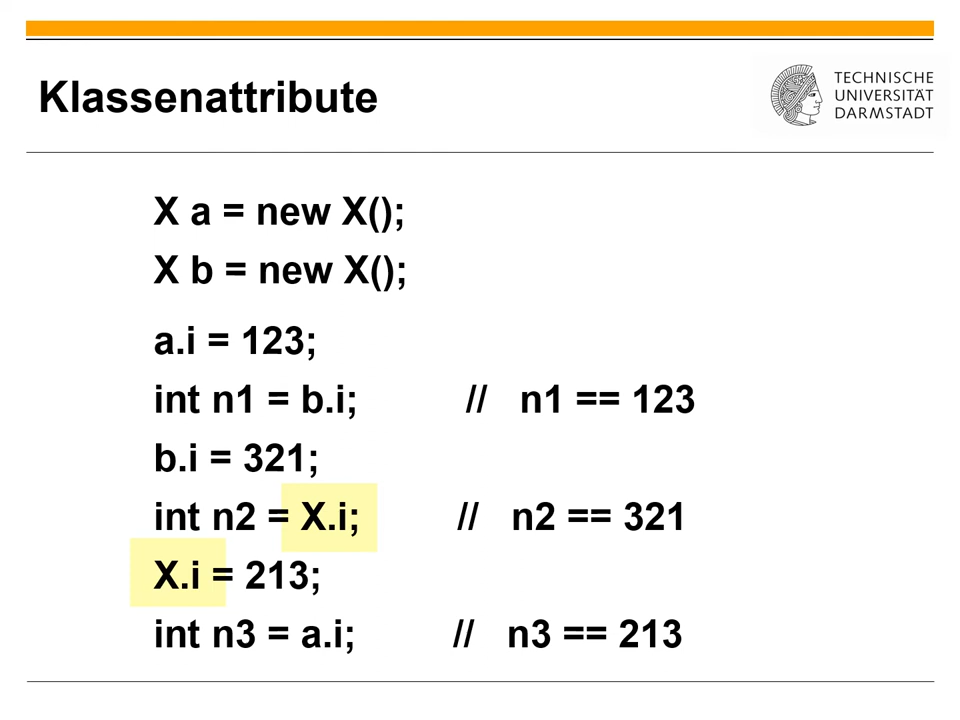 Klassenattribute
TECHNISCHE
UNIVERSITÄT
DARMSTADT
X a = new X();
X b = new X();
a.i = 123;
int n1 = b.i; // n1 == 123
b.i = 321;
int n2 = X.i; // n2 == 321
X.i = 213;
int n3 = a.i; // n3 == 213